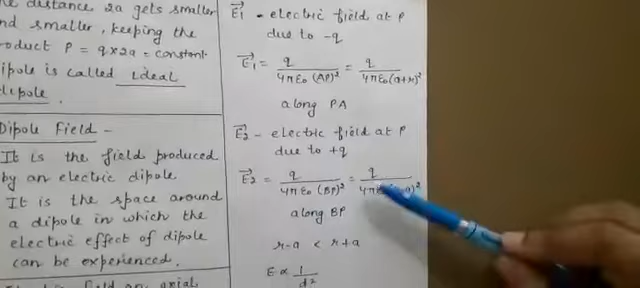 the distance 2a gets smaller
and smaller, keeping the
product P = q×2a = constant.
dipole is called Ideal
dipole.
Dipole Field -
It is the field produced
by an electric dipole
It is the space around
a dipole in which the
electric effect of dipole
can be experienced.
axial
E₁ - electric field at P
due to -q
E₁ = q / 4πε₀ (AP)² = q / 4πε₀(a+r)²
along PA
E₂ - electric field at P
due to +q
E₂ = q / 4πε₀ (BP)² = q
along BP
r-a < r+a
E ∝ 1/d²